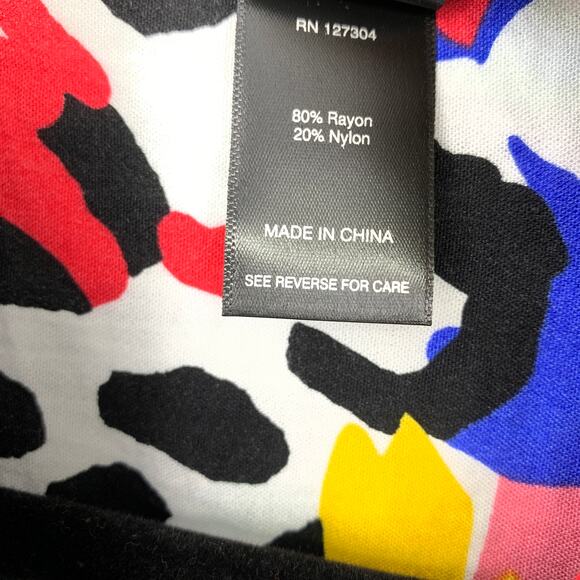 RN 127304
80% Rayon
20% Nylon
MADE IN CHINA
SEE REVERSE FOR CARE